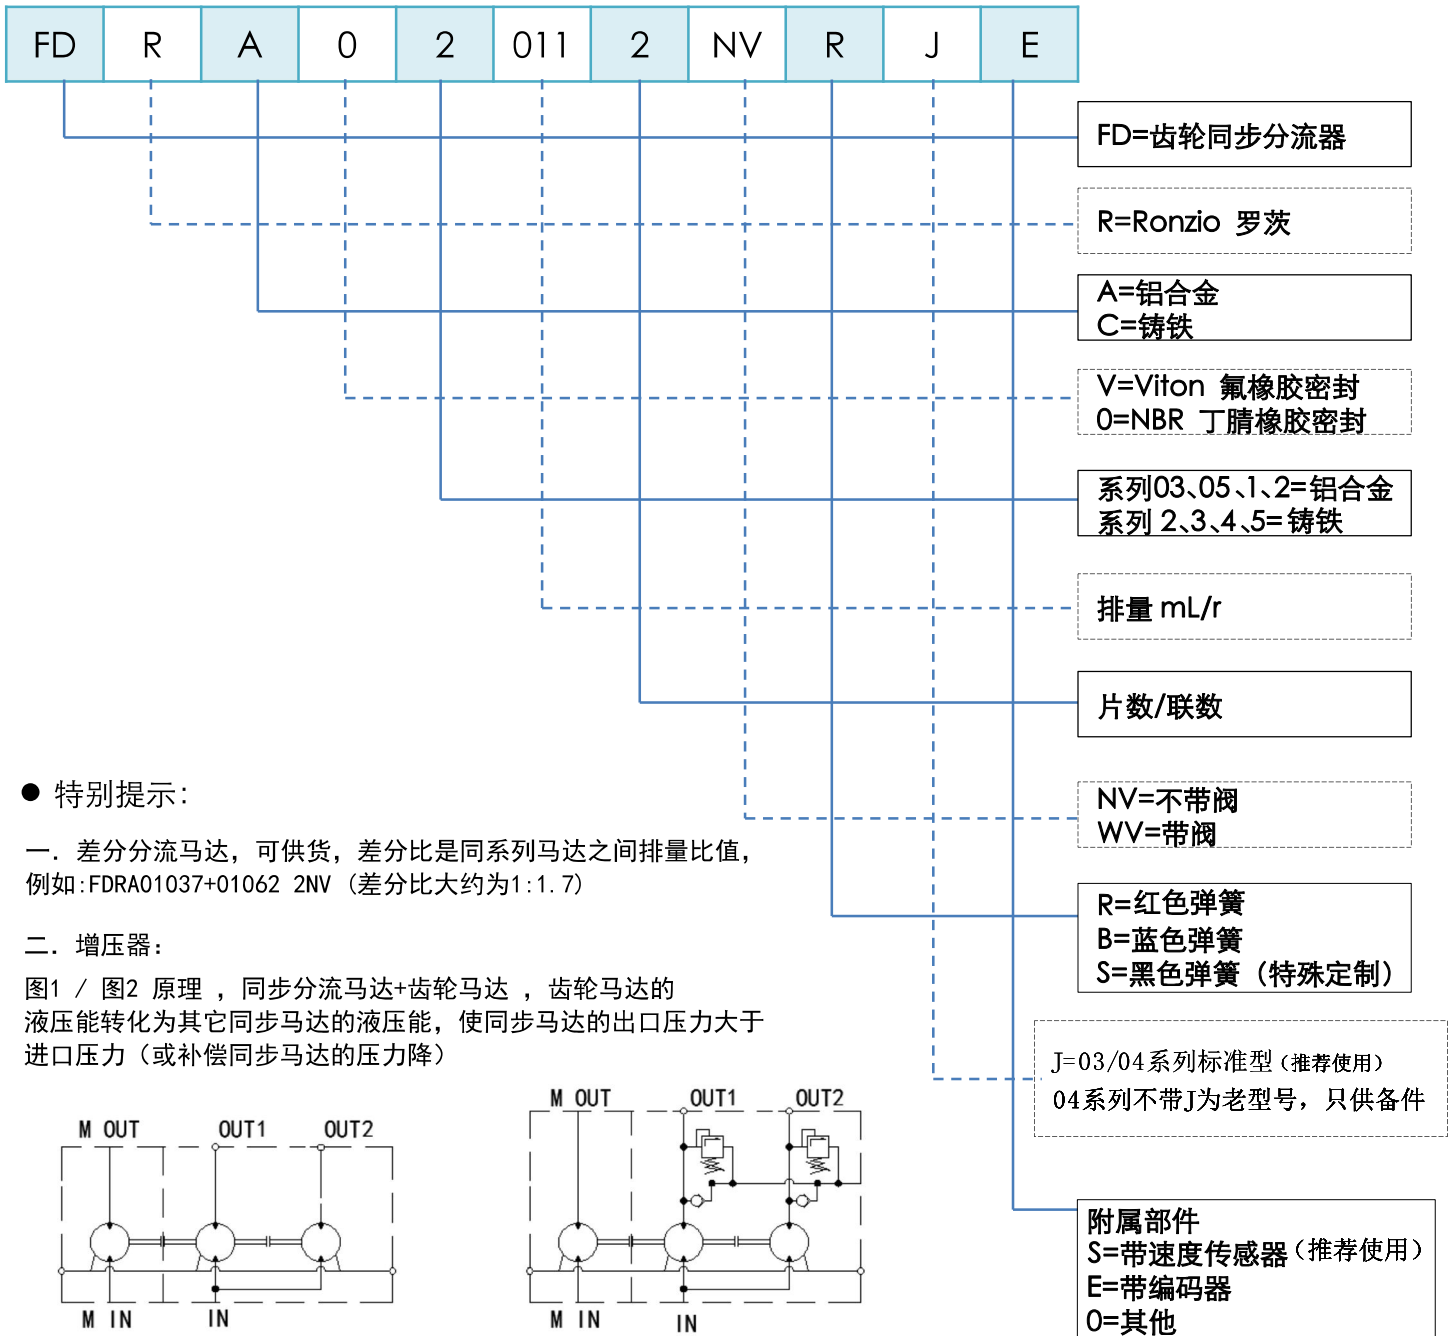 FD R A 0 2 011 2 NV R J E
FD=齿轮同步分流器
R=Ronzio 罗茨
A=铝合金
C=铸铁
V=Viton 氟橡胶密封
0=NBR 丁腈橡胶密封
系列03、05、1、2=铝合金
系列 2、3、4、5=铸铁
排量 mL/r
片数/联数
NV=不带阀
WV=带阀
R=红色弹簧
B=蓝色弹簧
S=黑色弹簧（特殊定制）
J=03/04系列标准型（推荐使用）
04系列不带J为老型号，只供备件
附属部件
S=带速度传感器（推荐使用）
E=带编码器
0=其他
● 特别提示：
一. 差分分流马达，可供货，差分比是同系列马达之间排量比值，
例如:FDRA01037+01062 2NV (差分比大约为1:1.7)
二. 增压器：
图1 / 图2 原理 ，同步分流马达+齿轮马达 ，齿轮马达的
液压能转化为其它同步马达的液压能，使同步马达的出口压力大于
进口压力（或补偿同步马达的压力降）
M OUT OUT1 OUT2
M IN IN
M OUT OUT1 OUT2
M IN IN